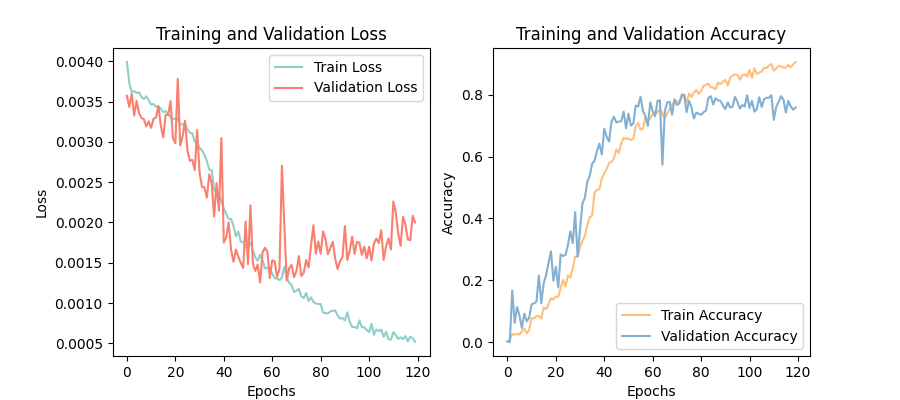 Training and Validation Loss
Train Loss
Validation Loss
0.0040
0.0035
0.0030
0.0025
0.0020
0.0015
0.0010
0.0005
Loss
0 20 40 60 80 100 120
Epochs
Training and Validation Accuracy
0.8
0.6
0.4
0.2
0.0
Accuracy
Train Accuracy
Validation Accuracy
0 20 40 60 80 100 120
Epochs